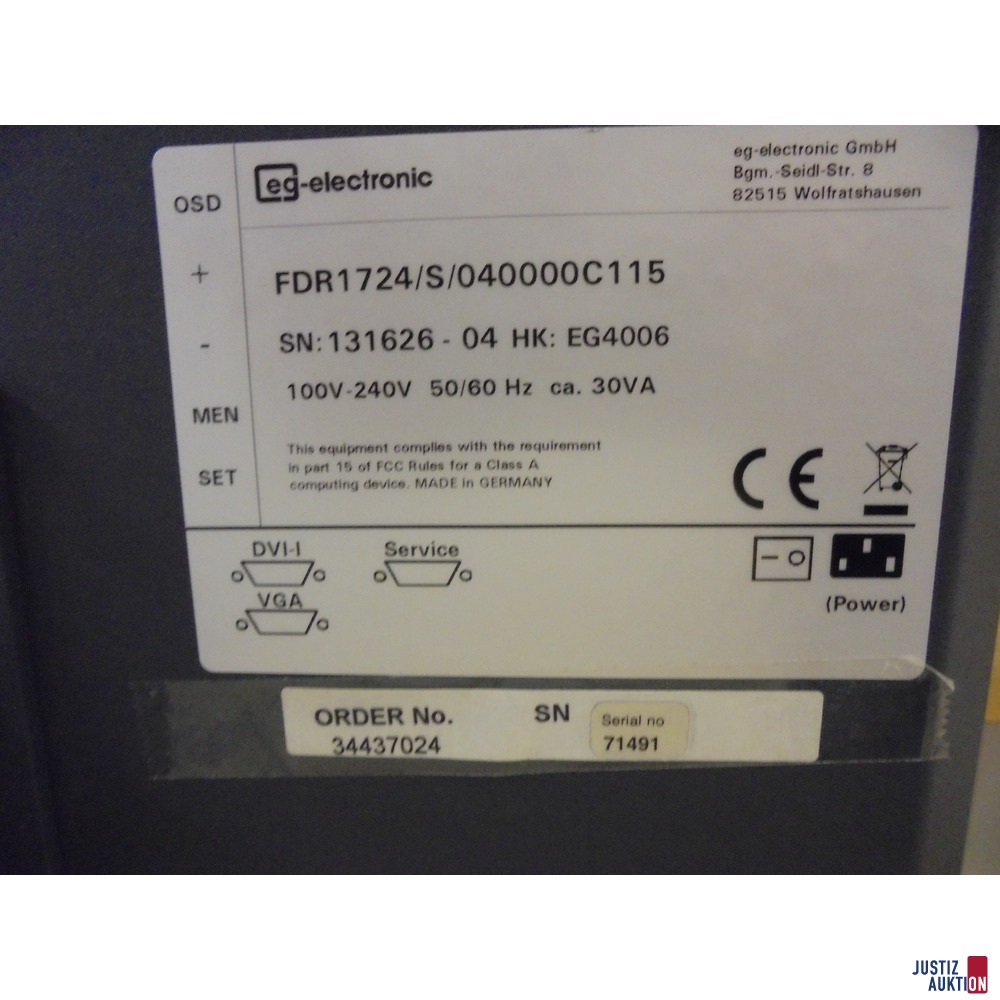 eg-electronic
eg-electronic GmbH
Bgm.-Seidl-Str. 8
82515 Wolfratshausen
OSD
+
-
MEN
SET
FDR1724/S/040000C115
SN: 131626 - 04 HK: EG4006
100V-240V 50/60 Hz ca. 30VA
This equipment complies with the requirement
in part 15 of FCC Rules for a Class A
computing device. MADE in GERMANY
CE
DVI-I
Service
VGA
(Power)
ORDER No.
34437024
SN
Serial no
71491
JUSTIZ
AUKTION